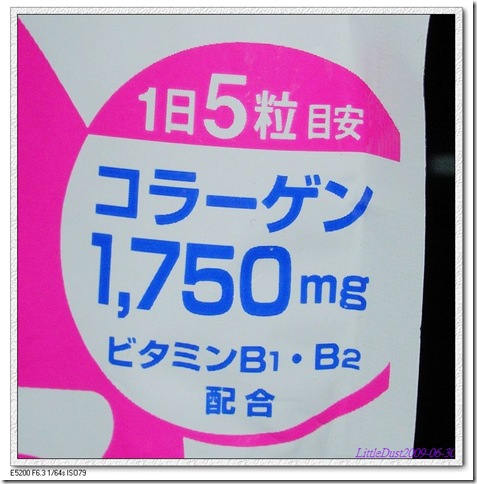 1日5粒目安
コラーゲン
1,750mg
ビタミンB1・B2
配合
LittleDust2009-06-30
E5200 F6.3 1/64s ISO79